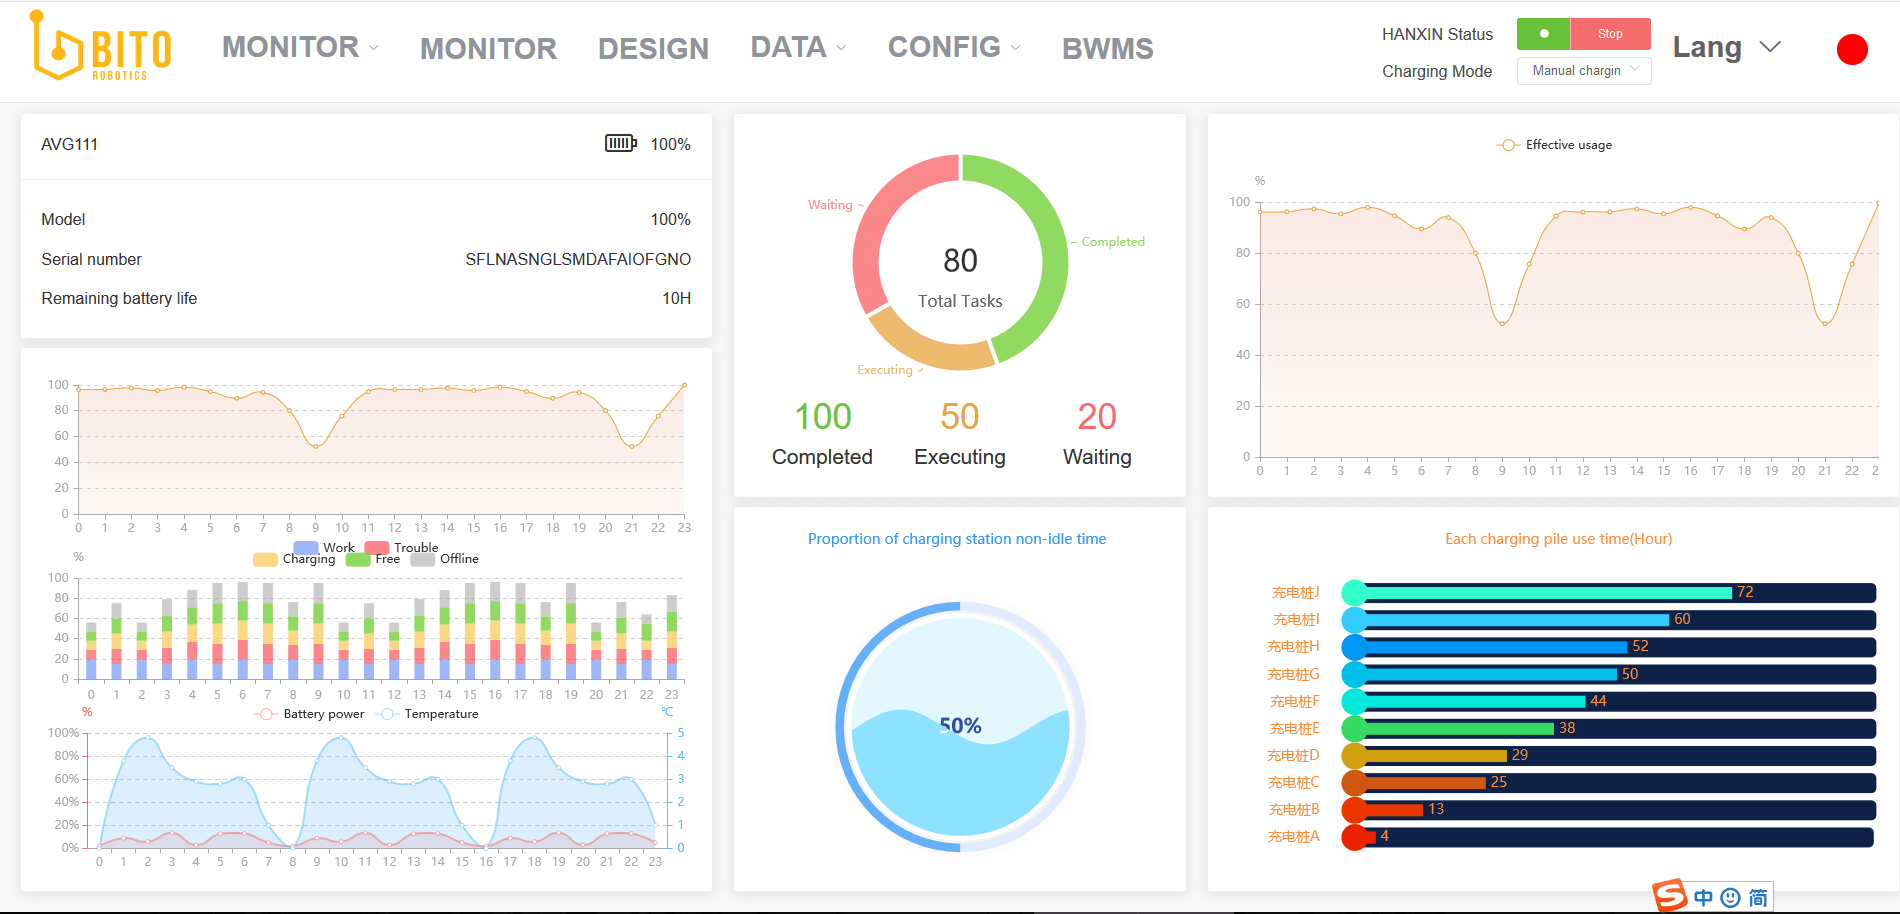 BITO
ROBOTICS
MONITOR
MONITOR
DESIGN
DATA
CONFIG
BWMS
HANXIN Status
Stop
Charging Mode
Manual chargin
Lang
AVG111
100%
Model
100%
Serial number
SFLNASNGLSMDAFAIOFGNO
Remaining battery life
10H
100
80
60
40
20
0
0 1 2 3 4 5 6 7 8 9 10 11 12 13 14 15 16 17 18 19 20 21 22 23
Work Trouble
Charging Free Offline
%
100
80
60
40
20
0
0 1 2 3 4 5 6 7 8 9 10 11 12 13 14 15 16 17 18 19 20 21 22 23
%
Battery power Temperature
℃
100% 5
80% 4
60% 3
40% 2
20% 1
0% 0
0 1 2 3 4 5 6 7 8 9 10 11 12 13 14 15 16 17 18 19 20 21 22 23
Waiting
Completed
80
Total Tasks
Executing
100 50 20
Completed Executing Waiting
Proportion of charging station non-idle time
50%
Effective usage
%
100
80
60
40
20
0
0 1 2 3 4 5 6 7 8 9 10 11 12 13 14 15 16 17 18 19 20 21 22 2
Each charging pile use time(Hour)
充电桩J 72
充电桩I 60
充电桩H 52
充电桩G 50
充电桩F 44
充电桩E 38
充电桩D 29
充电桩C 25
充电桩B 13
充电桩A 4
S 中 简